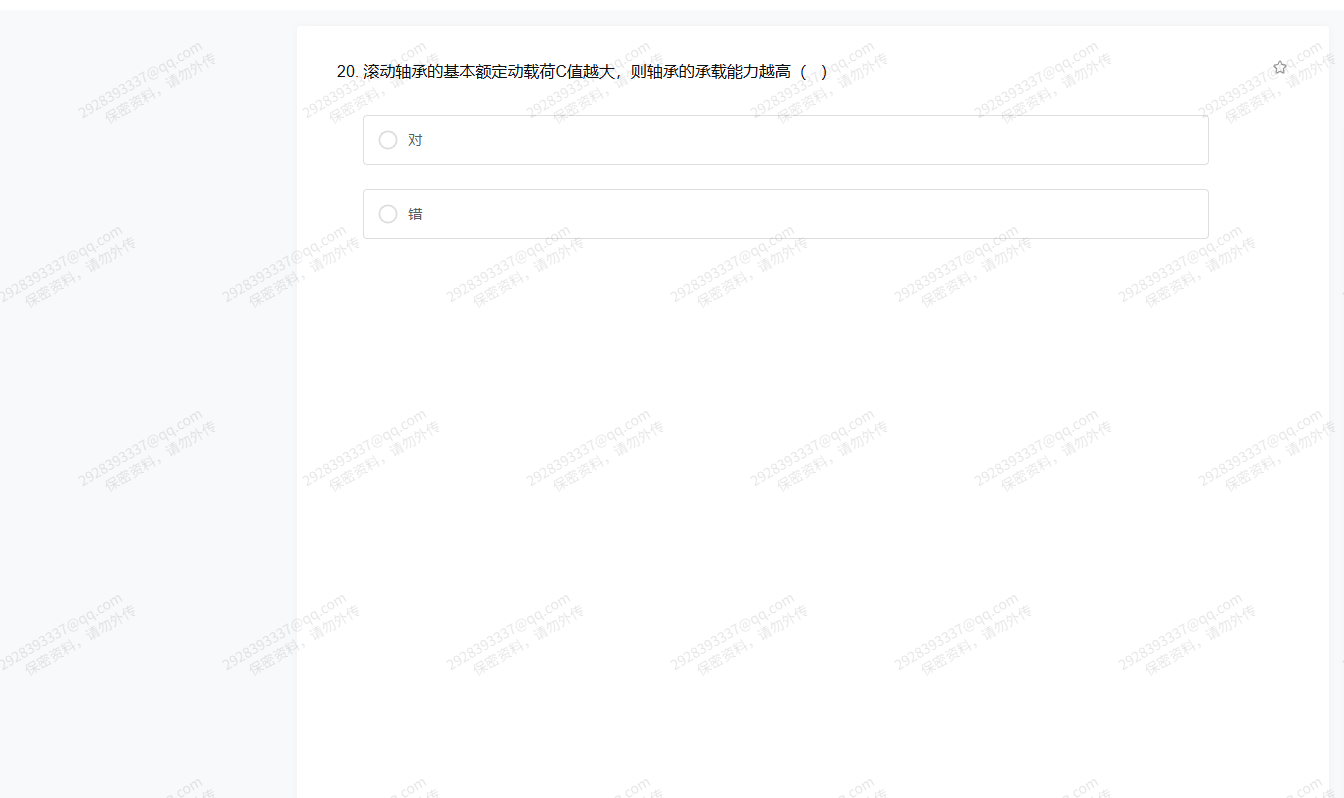 20. 滚动轴承的基本额定动载荷C值越大，则轴承的承载能力越高（   ）
对
错
2928393337@qq.com
保密资料，请勿外传